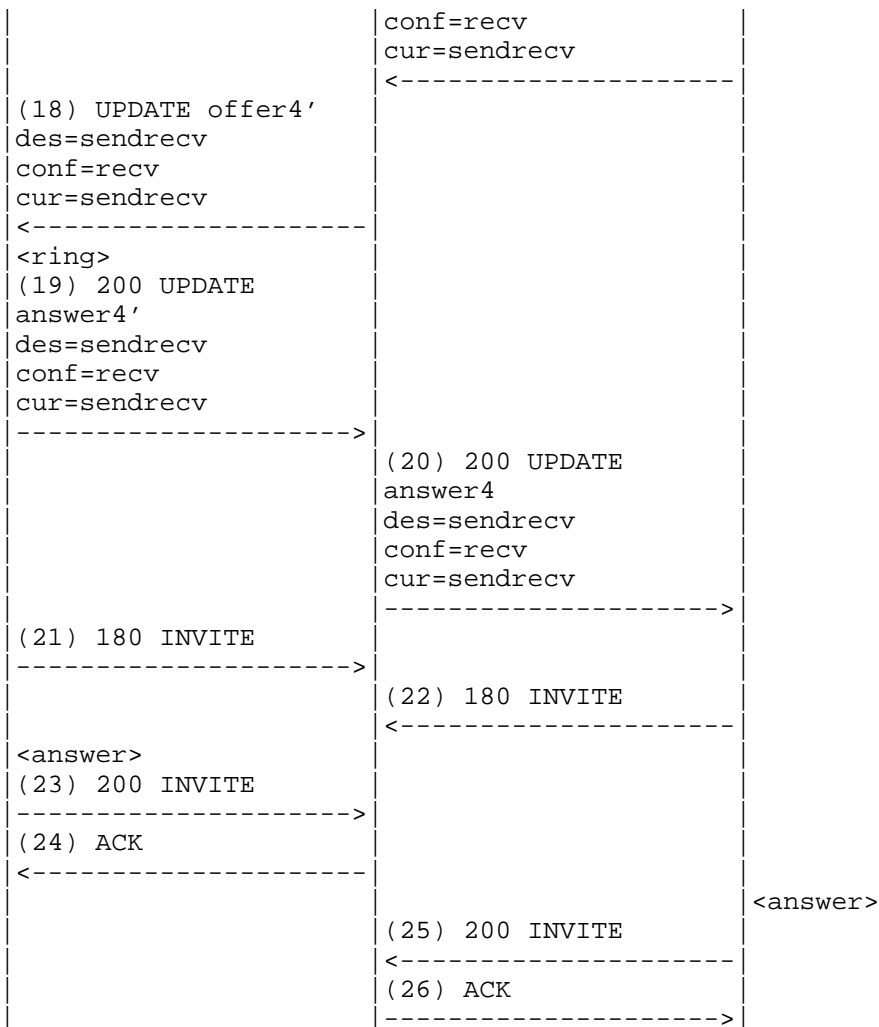 |                      |conf=recv             |
|                      |cur=sendrecv          |
|                      |<---------------------|
|(18) UPDATE offer4'   |                      |
|des=sendrecv          |                      |
|conf=recv             |                      |
|cur=sendrecv          |                      |
|<---------------------|                      |
|<ring>                |                      |
|(19) 200 UPDATE       |                      |
|answer4'              |                      |
|des=sendrecv          |                      |
|conf=recv             |                      |
|cur=sendrecv          |                      |
|--------------------->|                      |
|                      |(20) 200 UPDATE       |
|                      |answer4               |
|                      |des=sendrecv          |
|                      |conf=recv             |
|                      |cur=sendrecv          |
|                      |--------------------->|
|(21) 180 INVITE       |                      |
|--------------------->|                      |
|                      |(22) 180 INVITE       |
|                      |<---------------------|
|<answer>              |                      |
|(23) 200 INVITE       |                      |
|--------------------->|                      |
|(24) ACK              |                      |
|<---------------------|                      |
|                      |                      |<answer>
|                      |(25) 200 INVITE       |
|                      |<---------------------|
|                      |(26) ACK              |
|                      |--------------------->|